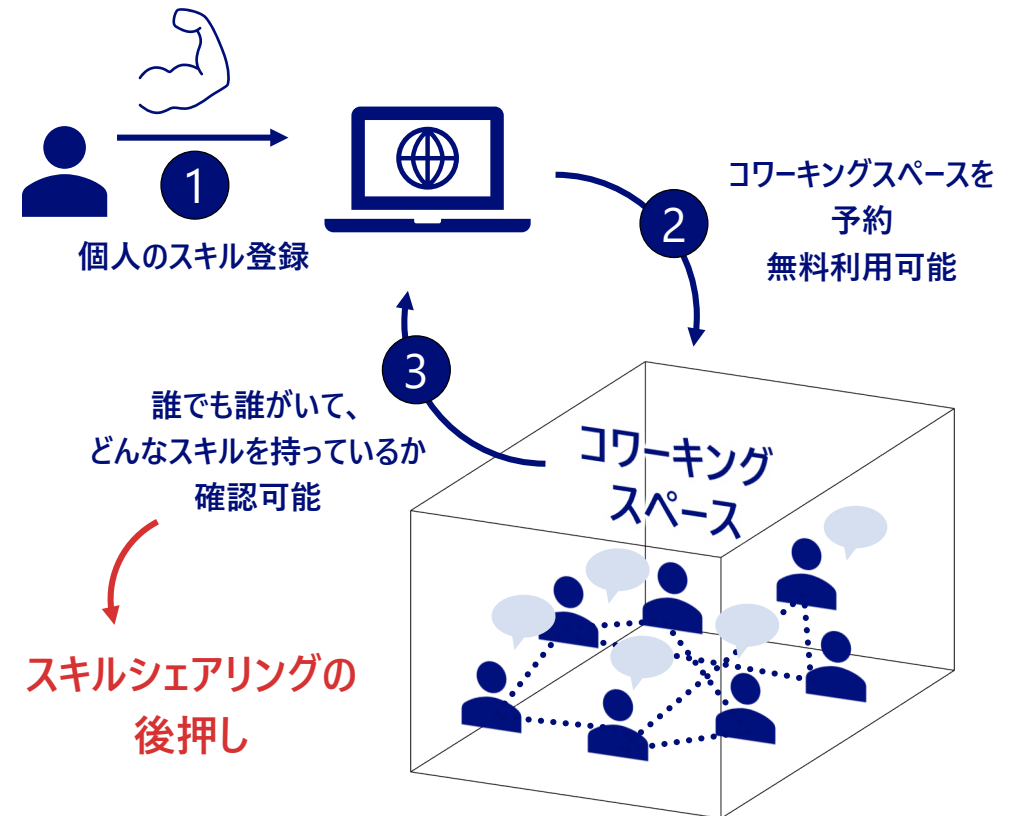 1
個人のスキル登録
2
コワーキングスペースを
予約
無料利用可能
3
誰でも誰がいて、
どんなスキルを持っているか
確認可能
コワーキング
スペース
スキルシェアリングの
後押し